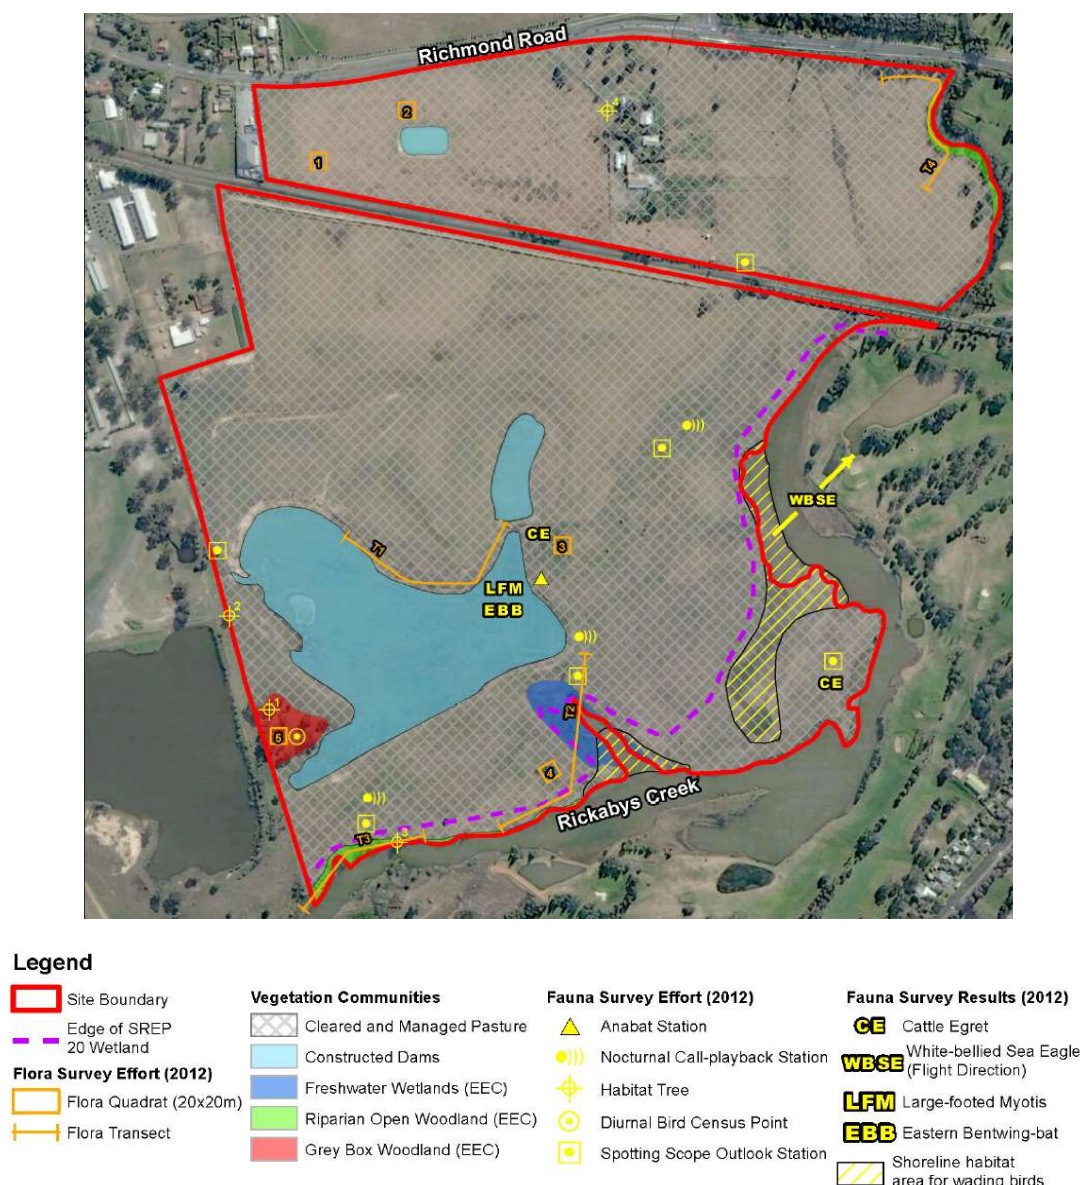 Richmond Road
4
2
1
T4
WBSE
T1
CE
3
LFM
EBB
2
CE
1
T2
5
4
Rickabys Creek
T3
3
Legend
Site Boundary
Edge of SREP
20 Wetland
Flora Survey Effort (2012)
Flora Quadrat (20x20m)
Flora Transect
Vegetation Communities
Cleared and Managed Pasture
Constructed Dams
Freshwater Wetlands (EEC)
Riparian Open Woodland (EEC)
Grey Box Woodland (EEC)
Fauna Survey Effort (2012)
Anabat Station
Nocturnal Call-playback Station
Habitat Tree
Diurnal Bird Census Point
Spotting Scope Outlook Station
Fauna Survey Results (2012)
CE Cattle Egret
WBSE White-bellied Sea Eagle
(Flight Direction)
LFM Large-footed Myotis
EBB Eastern Bentwing-bat
Shoreline habitat
area for wading birds